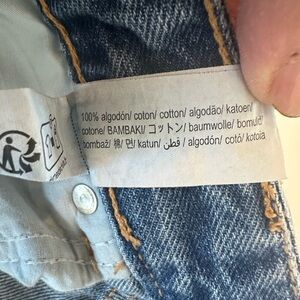 100% algodón/ coton/ cotton/ algodão/ katoen/
cotone/ BAMBAKI/ コットン/ baumwolle/ bomuld/
bombaž/ 棉/ 면/ katun/ قطن / algodón/ cotó/ kotoia